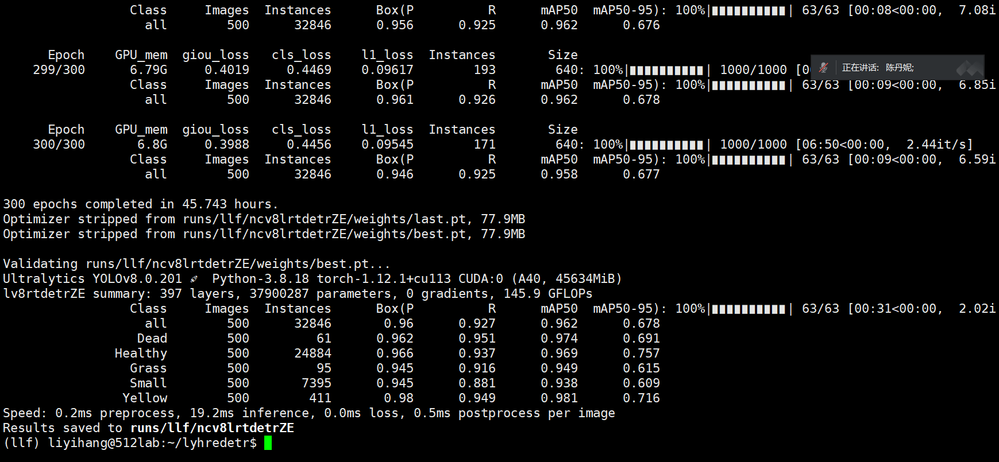 Class Images Instances Box(P R mAP50 mAP50-95): 100%|██████████| 63/63 [00:08<00:00, 7.08i
all 500 32846 0.956 0.925 0.962 0.676
Epoch GPU_mem giou_loss cls_loss l1_loss Instances Size
299/300 6.79G 0.4019 0.4469 0.09617 193 640: 100%|██████████| 1000/1000 [0
正在讲话: 陈丹妮;
Class Images Instances Box(P R mAP50 mAP50-95): 100%|██████████| 63/63 [00:09<00:00, 6.85i
all 500 32846 0.961 0.926 0.962 0.678
Epoch GPU_mem giou_loss cls_loss l1_loss Instances Size
300/300 6.8G 0.3988 0.4456 0.09545 171 640: 100%|██████████| 1000/1000 [06:50<00:00, 2.44it/s]
Class Images Instances Box(P R mAP50 mAP50-95): 100%|██████████| 63/63 [00:09<00:00, 6.59i
all 500 32846 0.946 0.925 0.958 0.677
300 epochs completed in 45.743 hours.
Optimizer stripped from runs/llf/ncv8lrtdetrZE/weights/last.pt, 77.9MB
Optimizer stripped from runs/llf/ncv8lrtdetrZE/weights/best.pt, 77.9MB
Validating runs/llf/ncv8lrtdetrZE/weights/best.pt...
Ultralytics YOLOv8.0.201 🚀 Python-3.8.18 torch-1.12.1+cu113 CUDA:0 (A40, 45634MiB)
lv8rtdetrZE summary: 397 layers, 37900287 parameters, 0 gradients, 145.9 GFLOPs
Class Images Instances Box(P R mAP50 mAP50-95): 100%|██████████| 63/63 [00:31<00:00, 2.02i
all 500 32846 0.96 0.927 0.962 0.678
Dead 500 61 0.962 0.951 0.974 0.691
Healthy 500 24884 0.966 0.937 0.969 0.757
Grass 500 95 0.945 0.916 0.949 0.615
Small 500 7395 0.945 0.881 0.938 0.609
Yellow 500 411 0.98 0.949 0.981 0.716
Speed: 0.2ms preprocess, 19.2ms inference, 0.0ms loss, 0.5ms postprocess per image
Results saved to runs/llf/ncv8lrtdetrZE
(llf) liyihang@512lab:~/lyhredetr$